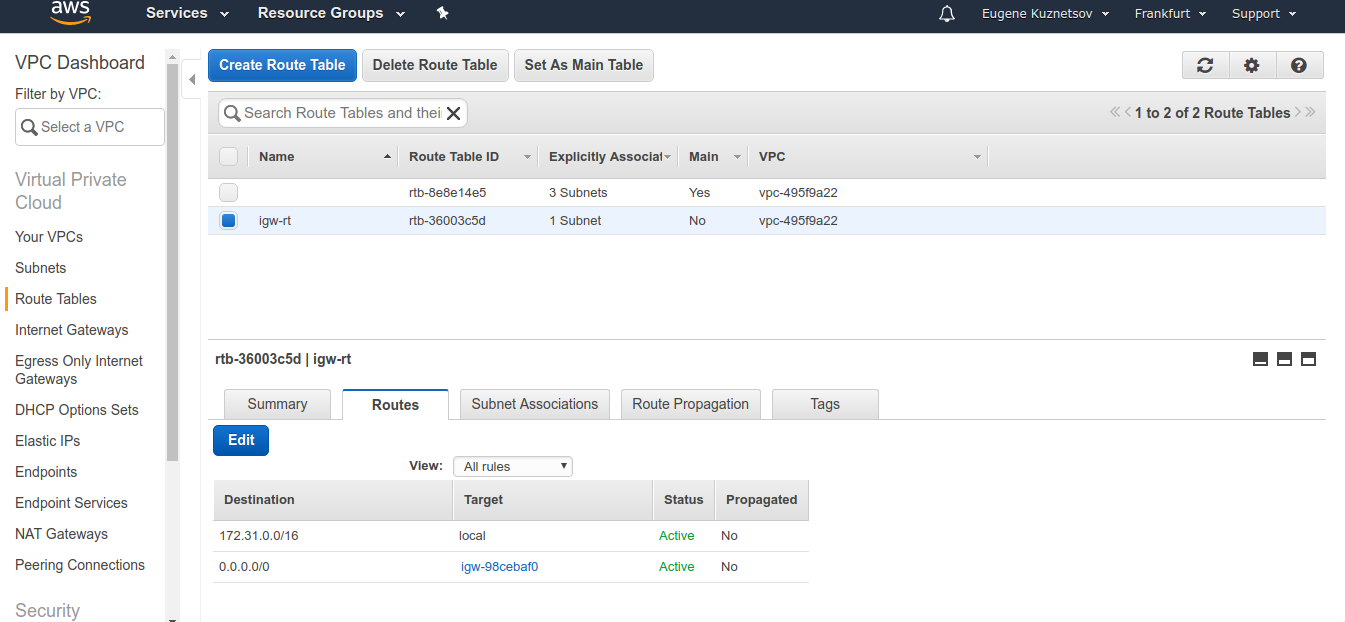 aws Services Resource Groups Eugene Kuznetsov Frankfurt Support
VPC Dashboard
Filter by VPC:
Select a VPC
Virtual Private
Cloud
Your VPCs
Subnets
Route Tables
Internet Gateways
Egress Only Internet
Gateways
DHCP Options Sets
Elastic IPs
Endpoints
Endpoint Services
NAT Gateways
Peering Connections
Security
Create Route Table Delete Route Table Set As Main Table
Search Route Tables and thei 1 to 2 of 2 Route Tables
Name Route Table ID Explicitly Associat Main VPC
rtb-8e8e14e5 3 Subnets Yes vpc-495f9a22
igw-rt rtb-36003c5d 1 Subnet No vpc-495f9a22
rtb-36003c5d | igw-rt
Summary Routes Subnet Associations Route Propagation Tags
Edit
View: All rules
Destination Target Status Propagated
172.31.0.0/16 local Active No
0.0.0.0/0 igw-98cebaf0 Active No